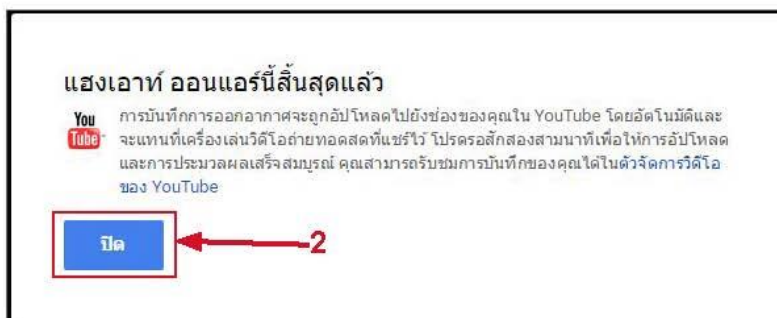 แฮงเอาท์ ออนแอร์นี้สิ้นสุดแล้ว
You Tube
การบันทึกการออกอากาศจะถูกอัปโหลดไปยังช่องของคุณใน YouTube โดยอัตโนมัติและ
จะแทนที่เครื่องเล่นวิดีโอถ่ายทอดสดที่แชร์ไว้ โปรดรอสักสองสามนาทีเพื่อให้การอัปโหลด
และการประมวลผลเสร็จสมบูรณ์ คุณสามารถรับชมการบันทึกของคุณได้ในตัวจัดการวิดีโอ
ของ YouTube
ปิด
2